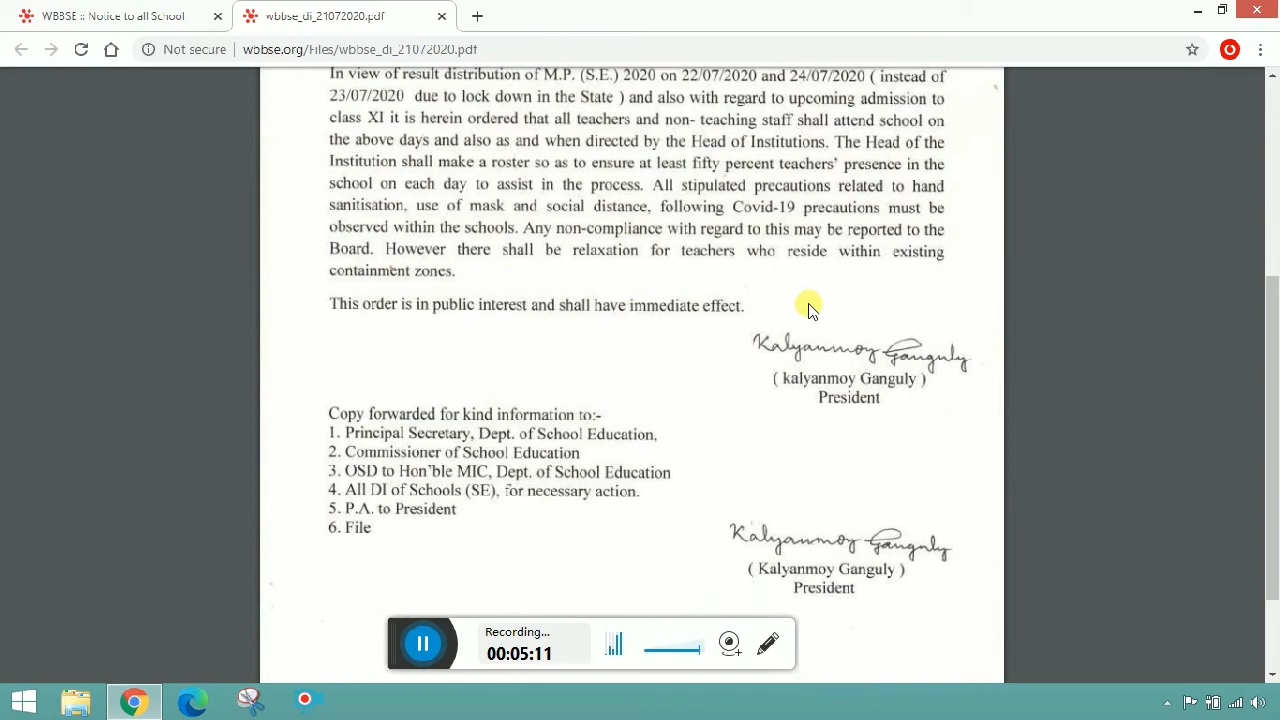 WBBSE :: Notice to all School
wbbse_di_21072020.pdf
Not secure | wbbse.org/Files/wbbse_di_21072020.pdf
In view of result distribution of M.P. (S.E.) 2020 on 22/07/2020 and 24/07/2020 ( instead of
23/07/2020 due to lock down in the State ) and also with regard to upcoming admission to
class XI it is herein ordered that all teachers and non- teaching staff shall attend school on
the above days and also as and when directed by the Head of Institutions. The Head of the
Institution shall make a roster so as to ensure at least fifty percent teachers' presence in the
school on each day to assist in the process. All stipulated precautions related to hand
sanitisation, use of mask and social distance, following Covid-19 precautions must be
observed within the schools. Any non-compliance with regard to this may be reported to the
Board. However there shall be relaxation for teachers who reside within existing
containment zones.
This order is in public interest and shall have immediate effect.
Kalyanmoy Ganguly
( kalyanmoy Ganguly )
President
Copy forwarded for kind information to:-
1. Principal Secretary, Dept. of School Education,
2. Commissioner of School Education
3. OSD to Hon'ble MIC, Dept. of School Education
4. All DI of Schools (SE), for necessary action.
5. P.A. to President
6. File
Kalyanmoy Ganguly
( Kalyanmoy Ganguly )
President
Recording...
00:05:11